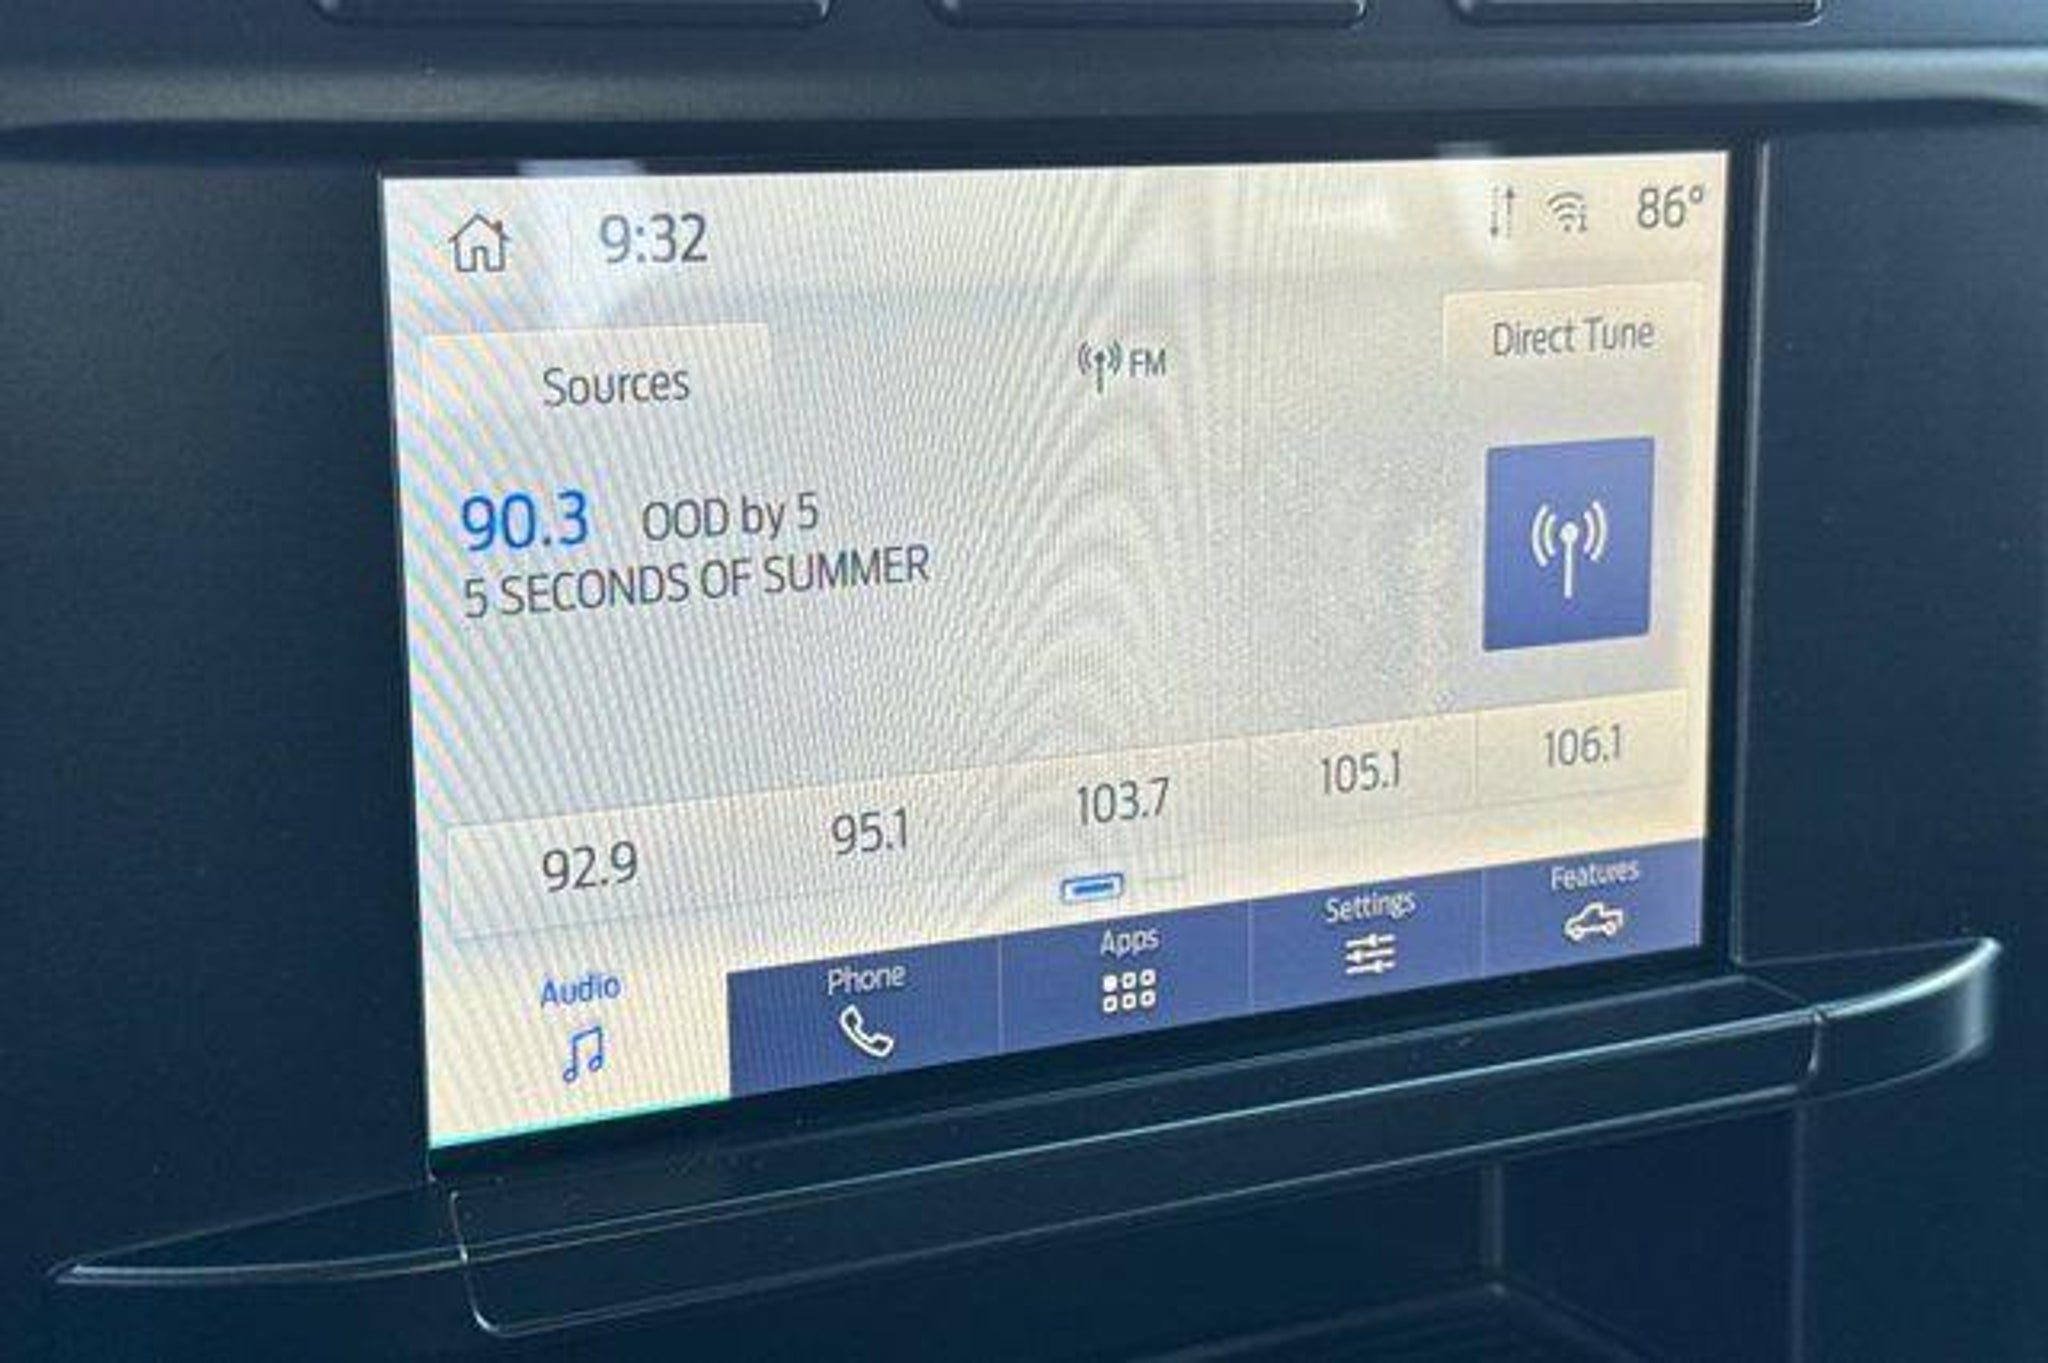 9:32
86°
Sources
FM
Direct Tune
90.3 OOD by 5
5 SECONDS OF SUMMER
92.9
95.1
103.7
105.1
106.1
Audio
Phone
Apps
Settings
Features